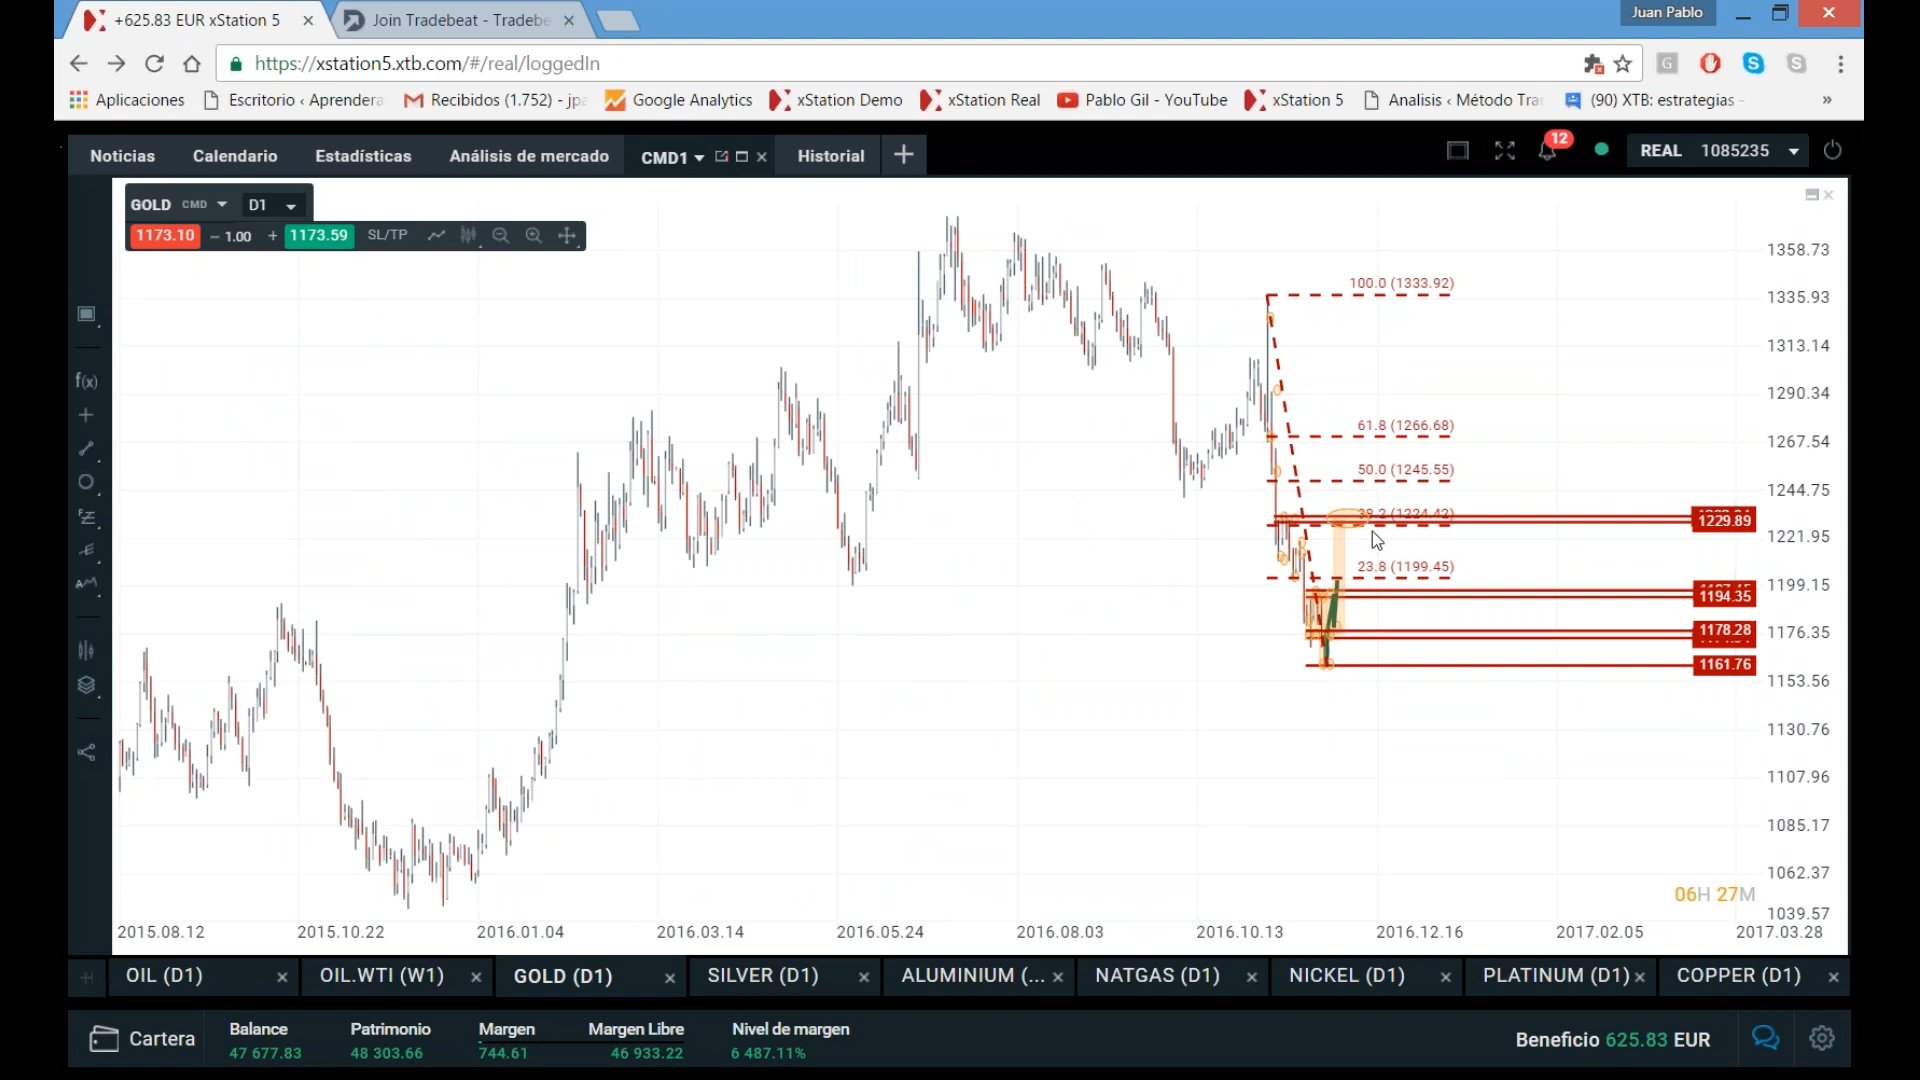 +625.83 EUR xStation 5
Join Tradebeat - Tradebe
Juan Pablo
https://xstation5.xtb.com/#/real/loggedIn
Aplicaciones
Escritorio ‹ Aprendera
Recibidos (1.752) - jpa
Google Analytics
xStation Demo
xStation Real
Pablo Gil - YouTube
xStation 5
Analisis ‹ Método Trad
(90) XTB: estrategias -
»
Noticias
Calendario
Estadísticas
Análisis de mercado
CMD1
Historial
12
REAL 1085235
GOLD CMD
D1
1173.10
– 1.00 +
1173.59
SL/TP
f(x)
100.0 (1333.92)
61.8 (1266.68)
50.0 (1245.55)
38.2 (1224.42)
23.8 (1199.45)
1229.89
1194.35
1178.28
1161.76
1358.73
1335.93
1313.14
1290.34
1267.54
1244.75
1221.95
1199.15
1176.35
1153.56
1130.76
1107.96
1085.17
1062.37
1039.57
06H 27M
2015.08.12
2015.10.22
2016.01.04
2016.03.14
2016.05.24
2016.08.03
2016.10.13
2016.12.16
2017.02.05
2017.03.28
OIL (D1)
OIL.WTI (W1)
GOLD (D1)
SILVER (D1)
ALUMINIUM (...
NATGAS (D1)
NICKEL (D1)
PLATINUM (D1)
COPPER (D1)
Cartera
Balance
47 677.83
Patrimonio
48 303.66
Margen
744.61
Margen Libre
46 933.22
Nivel de margen
6 487.11%
Beneficio 625.83 EUR